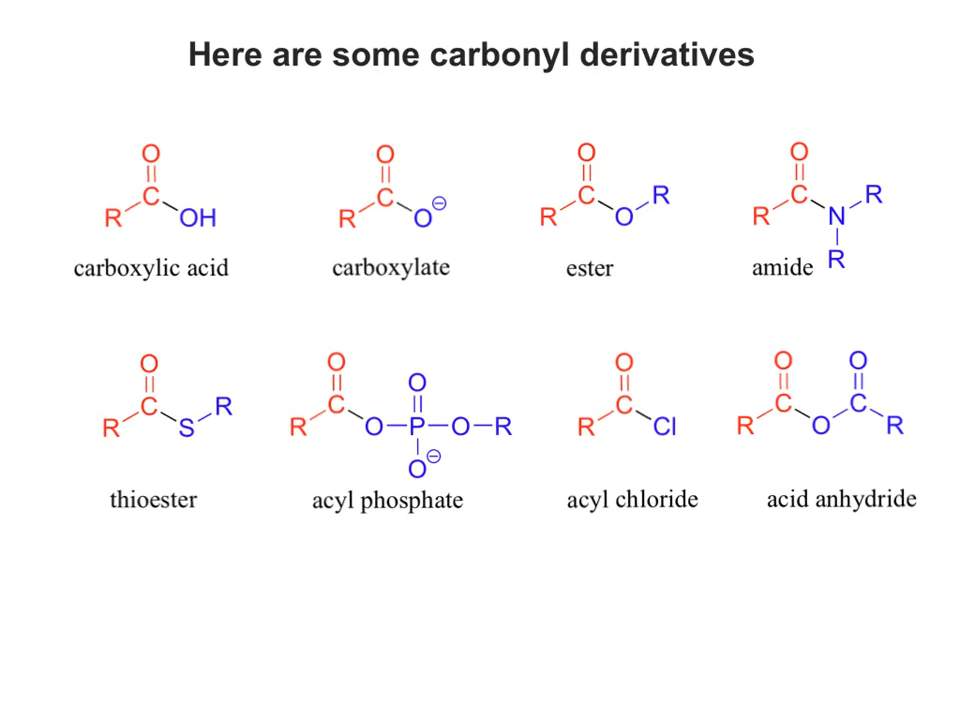 Here are some carbonyl derivatives
O O O O
C C C C
R OH R O⊖ R O R R N R
R
carboxylic acid carboxylate ester amide
O O O O O
O
C C C C C
R S R R O P O R R Cl R O R
O⊖
thioester acyl phosphate acyl chloride acid anhydride